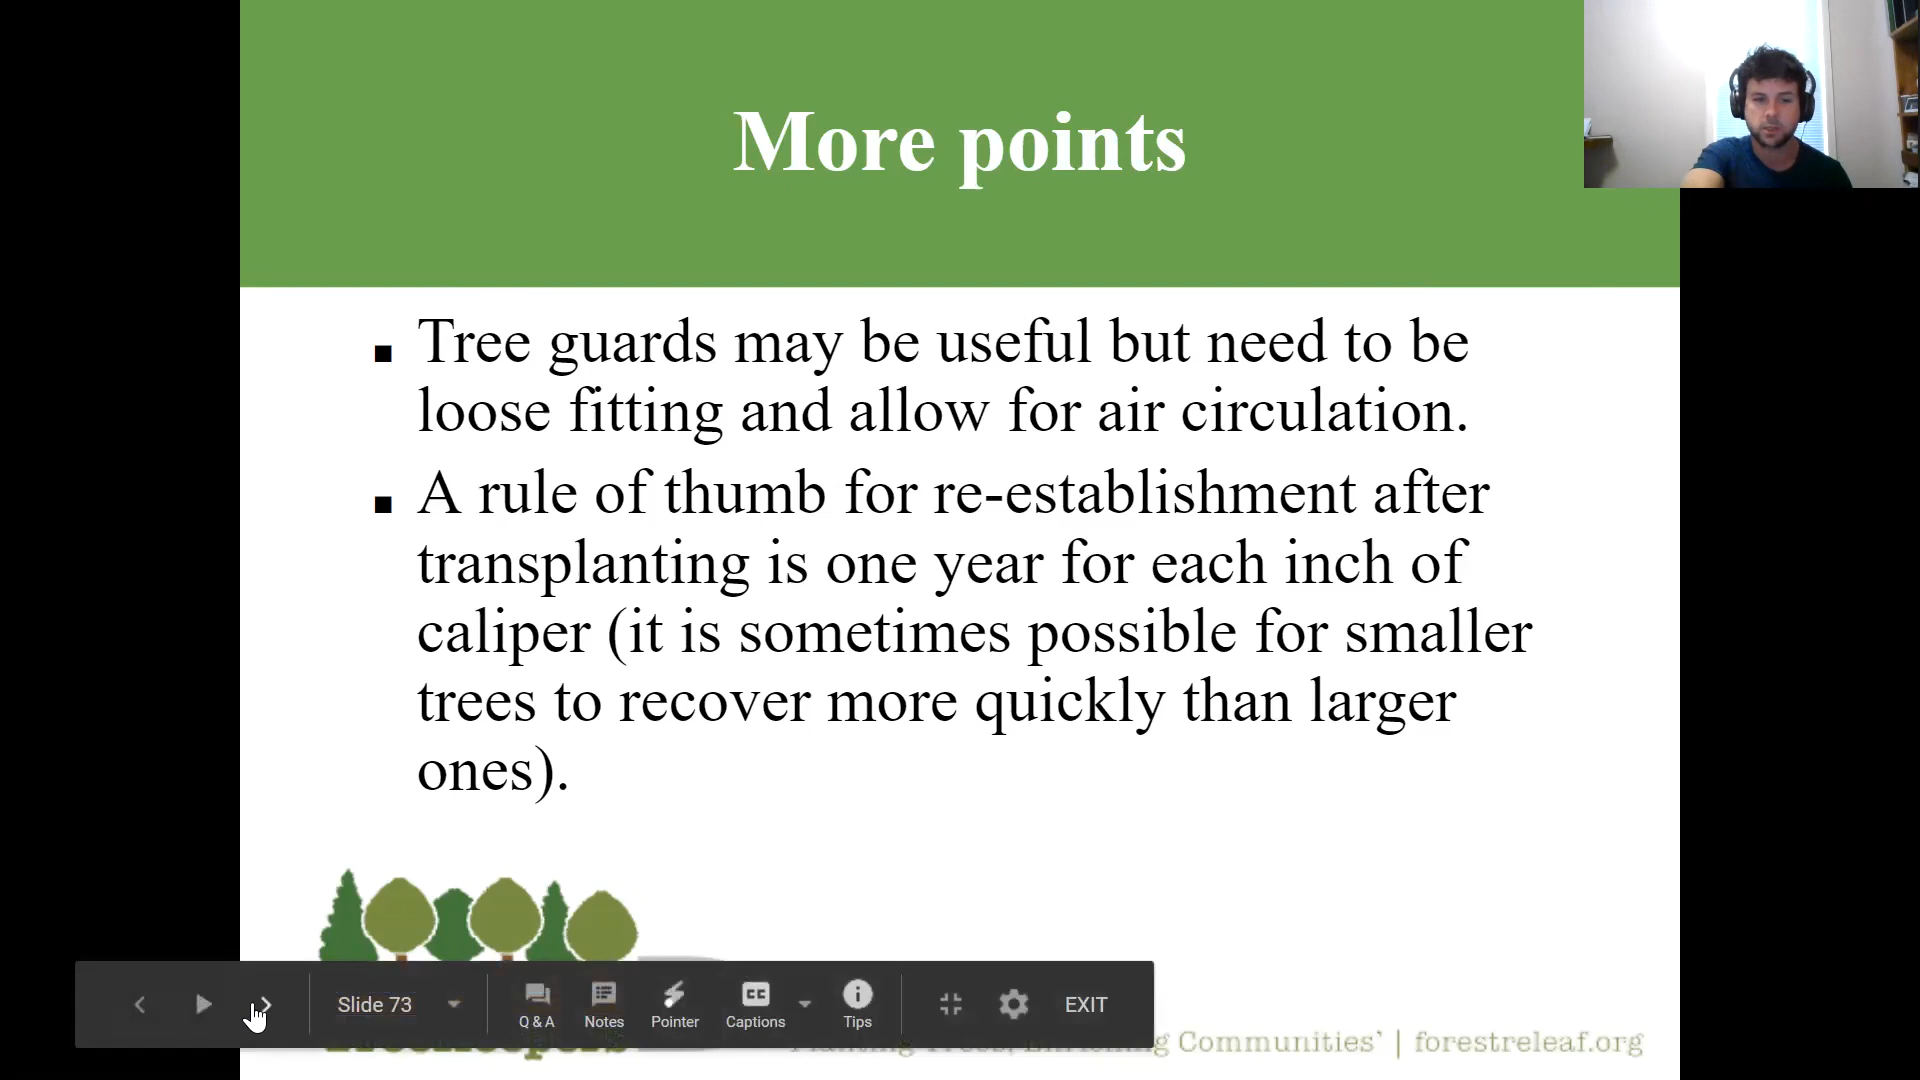 More points
Tree guards may be useful but need to be
loose fitting and allow for air circulation.
A rule of thumb for re-establishment after
transplanting is one year for each inch of
caliper (it is sometimes possible for smaller
trees to recover more quickly than larger
ones).
Slide 73
Q & A
Notes
Pointer
CC
Captions
Tips
EXIT
Communities' | forestreleaf.org